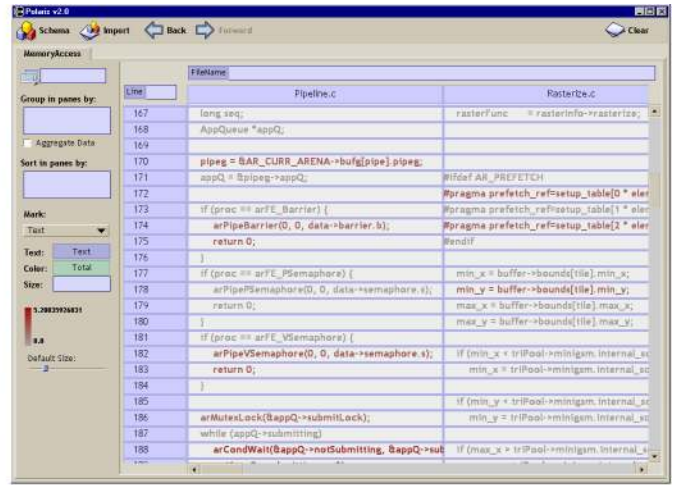 Polaris v2.0
Schema Import Back Forward Clear
MemoryAccess
FileName
Line Pipeline.c Rasterize.c
Group in panes by:
Aggregate Data
Sort in panes by:
Mark:
Text
Text: Text
Color: Total
Size:
5.20835926831
0.0
Default Size:
167 long seq; rasterFunc = rasterInfo->rasterize;
168 AppQueue *appQ;
169
170 pipeg = &AR_CURR_ARENA->bufg[pipe].pipeg;
171 appQ = &pipeg->appQ; #ifdef AR_PREFETCH
172 #pragma prefetch_ref=setup_table[0 * elem
173 if (proc == arFE_Barrier) { #pragma prefetch_ref=setup_table[1 * elem
174 arPipeBarrier(0, 0, data->barrier.b); #pragma prefetch_ref=setup_table[2 * elem
175 return 0; #endif
176 }
177 if (proc == arFE_PSemaphore) { min_x = buffer->bounds[tile].min_x;
178 arPipePSemaphore(0, 0, data->semaphore.s); min_y = buffer->bounds[tile].min_y;
179 return 0; max_x = buffer->bounds[tile].max_x;
180 } max_y = buffer->bounds[tile].max_y;
181 if (proc == arFE_VSemaphore) {
182 arPipeVSemaphore(0, 0, data->semaphore.s); if (min_x < triPool->minigsm.internal_sc
183 return 0; min_x = triPool->minigsm.internal_sc
184 }
185 if (min_y < triPool->minigsm.internal_sc
186 arMutexLock(&appQ->submitLock); min_y = triPool->minigsm.internal_sc
187 while (appQ->submitting)
188 arCondWait(&appQ->notSubmitting, &appQ->sub if (max_x > triPool->minigsm.internal_s